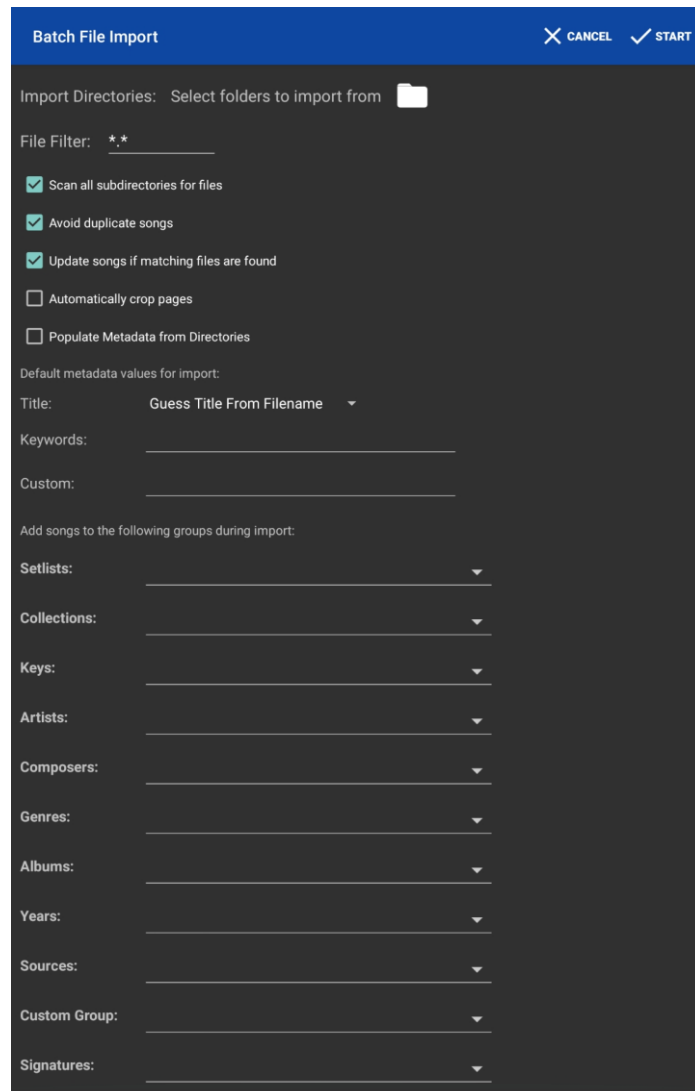 Batch File Import CANCEL START
Import Directories: Select folders to import from
File Filter: *.*
Scan all subdirectories for files
Avoid duplicate songs
Update songs if matching files are found
Automatically crop pages
Populate Metadata from Directories
Default metadata values for import:
Title: Guess Title From Filename
Keywords:
Custom:
Add songs to the following groups during import:
Setlists:
Collections:
Keys:
Artists:
Composers:
Genres:
Albums:
Years:
Sources:
Custom Group:
Signatures: